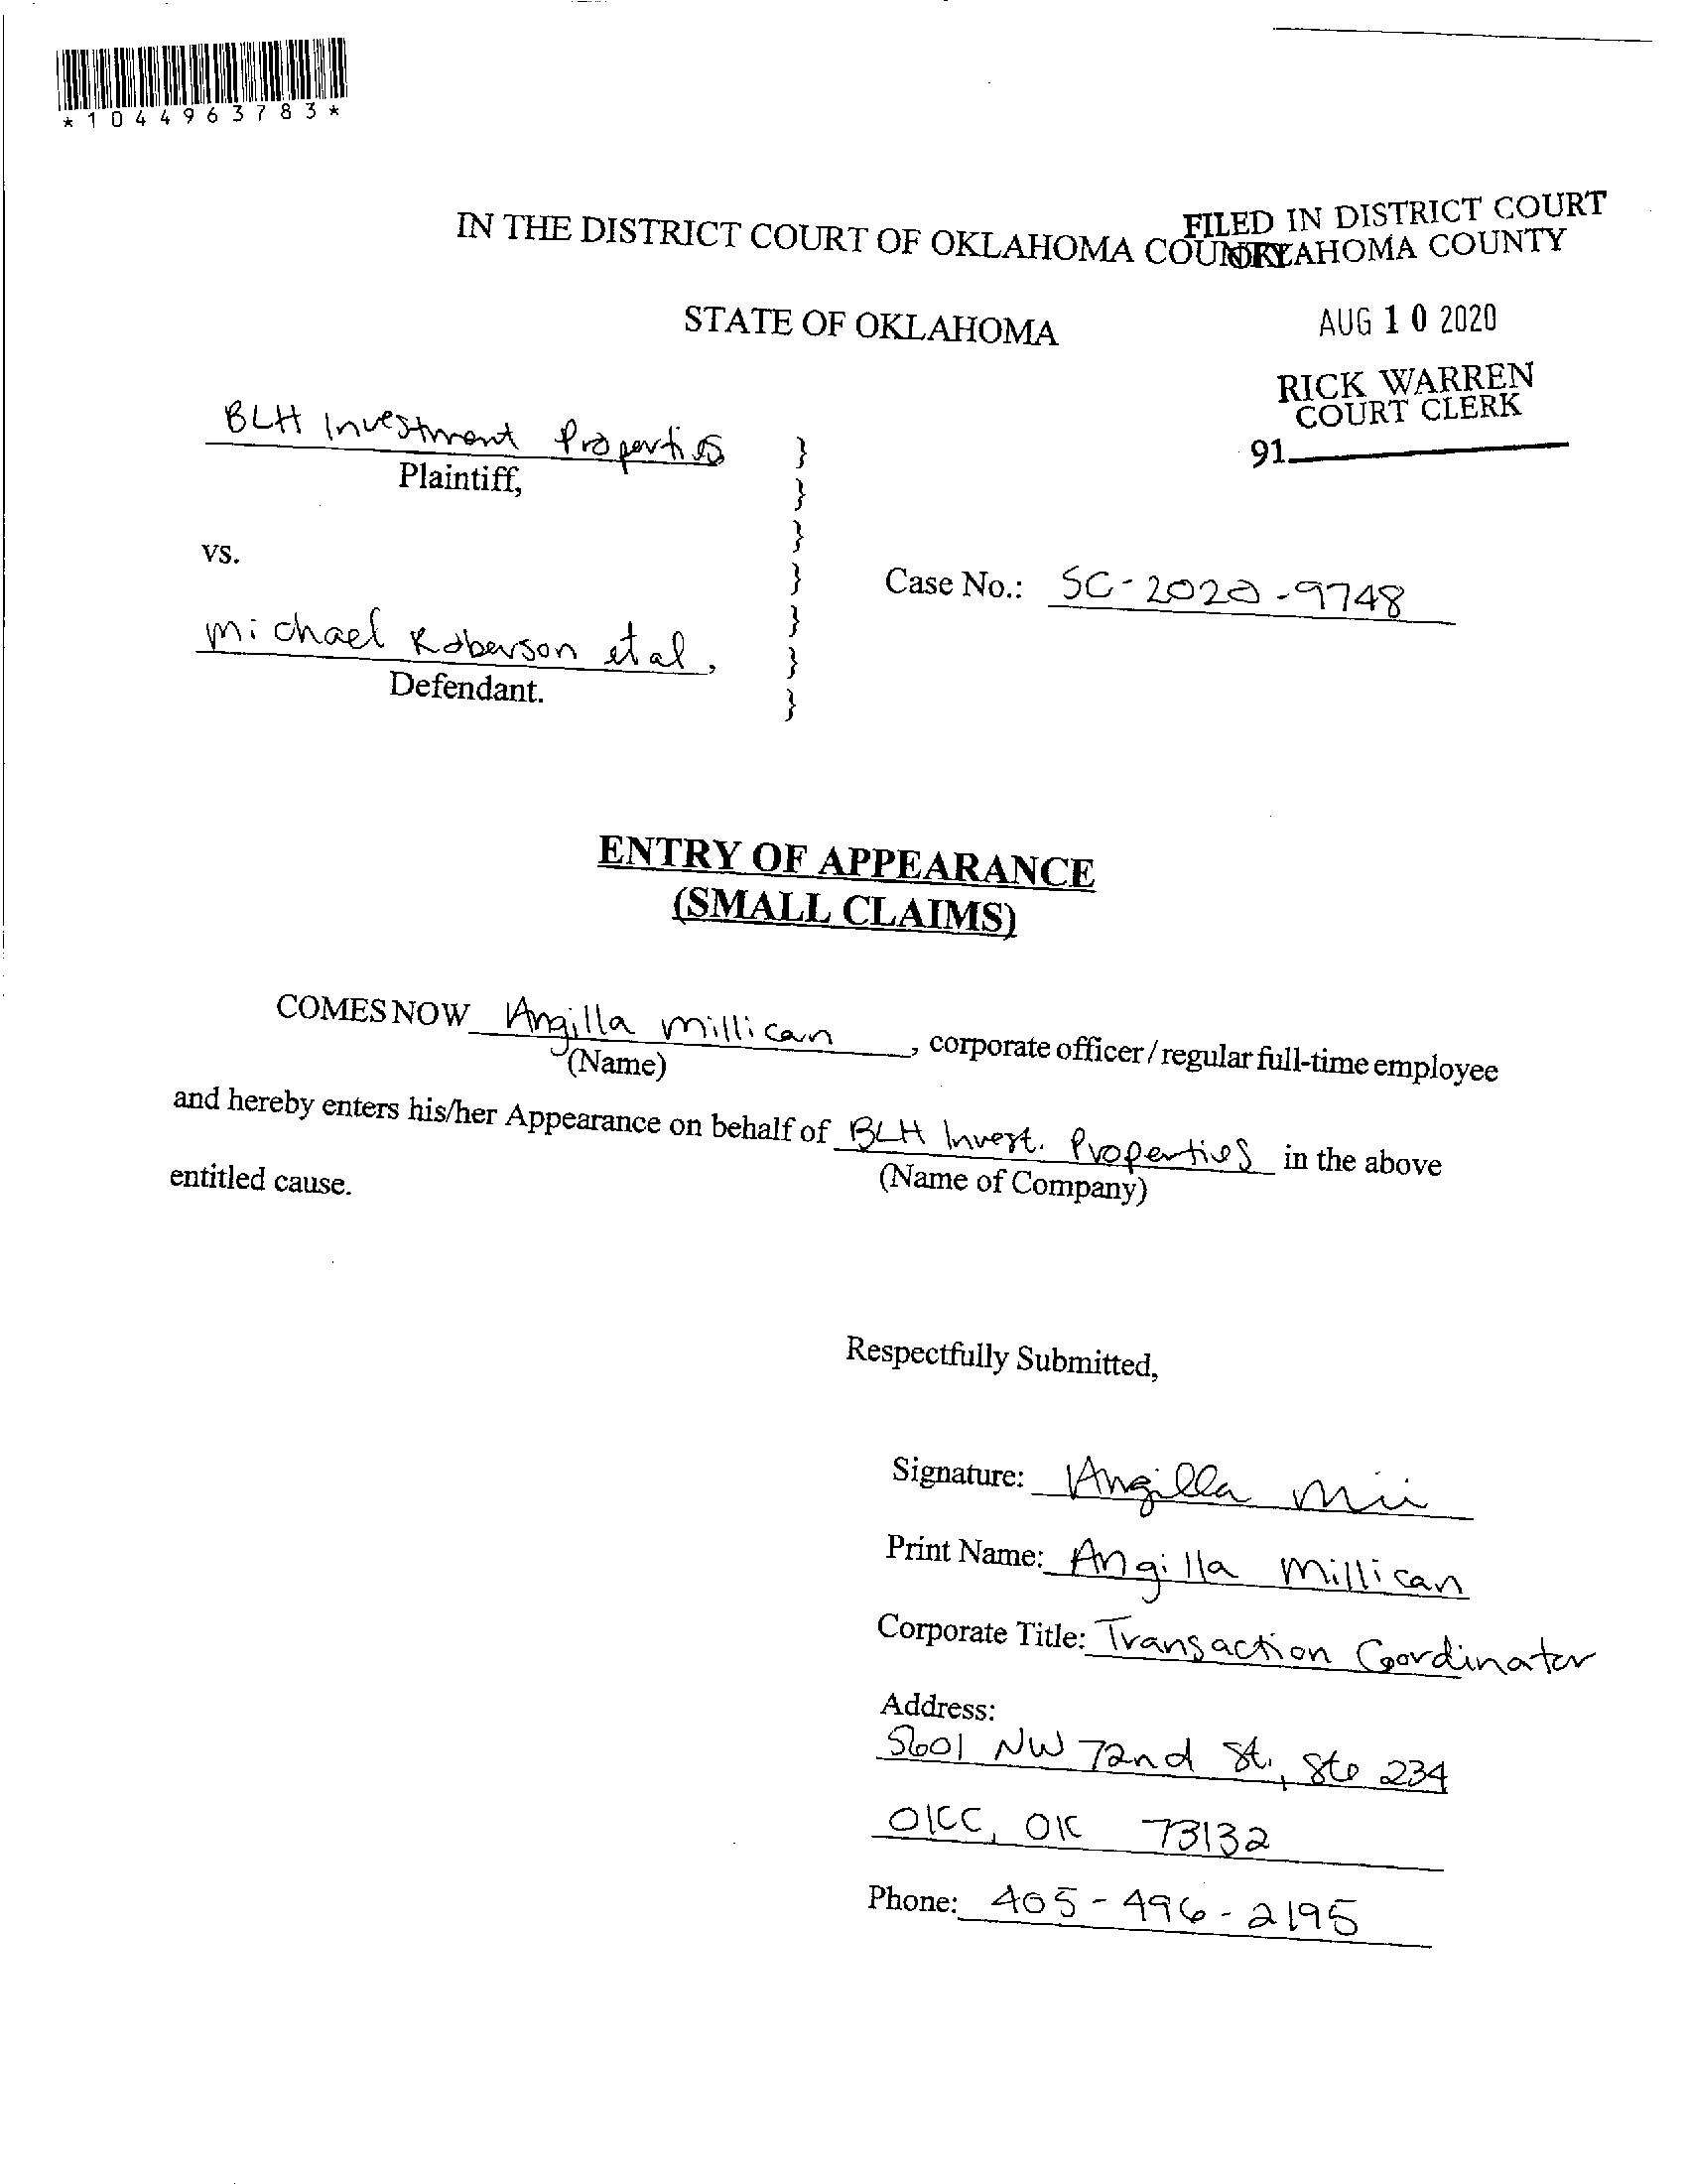 *1044963783*
FILED IN DISTRICT COURT
OKLAHOMA COUNTY
IN THE DISTRICT COURT OF OKLAHOMA COUNTY
STATE OF OKLAHOMA
AUG 10 2020
RICK WARREN
COURT CLERK
91
BLH Investment Properties
Plaintiff,
}
}
}
}
}
}
}
vs.
Case No.: SC-2020-9748
Michael Roberson et al,
Defendant.
ENTRY OF APPEARANCE
(SMALL CLAIMS)
COMES NOW Angilla Millican, corporate officer / regular full-time employee
(Name)
and hereby enters his/her Appearance on behalf of BLH Invest. Properties in the above
(Name of Company)
entitled cause.
Respectfully Submitted,
Signature: Angilla Mii
Print Name: Angilla Millican
Corporate Title: Transaction Coordinator
Address:
5601 NW 72nd St., Ste 234
OKC, OK 73132
Phone: 405-496-2195